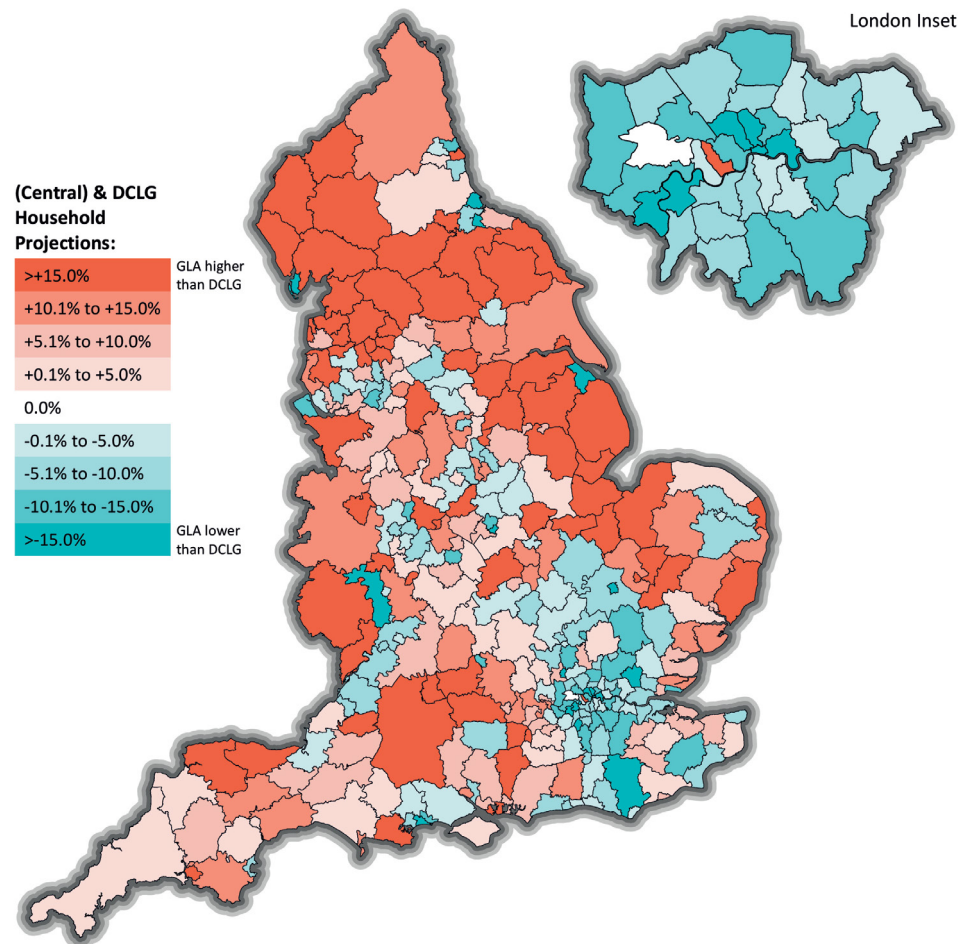 London Inset
(Central) & DCLG
Household
Projections:
>+15.0%
GLA higher
than DCLG
+10.1% to +15.0%
+5.1% to +10.0%
+0.1% to +5.0%
0.0%
-0.1% to -5.0%
-5.1% to -10.0%
-10.1% to -15.0%
>-15.0%
GLA lower
than DCLG